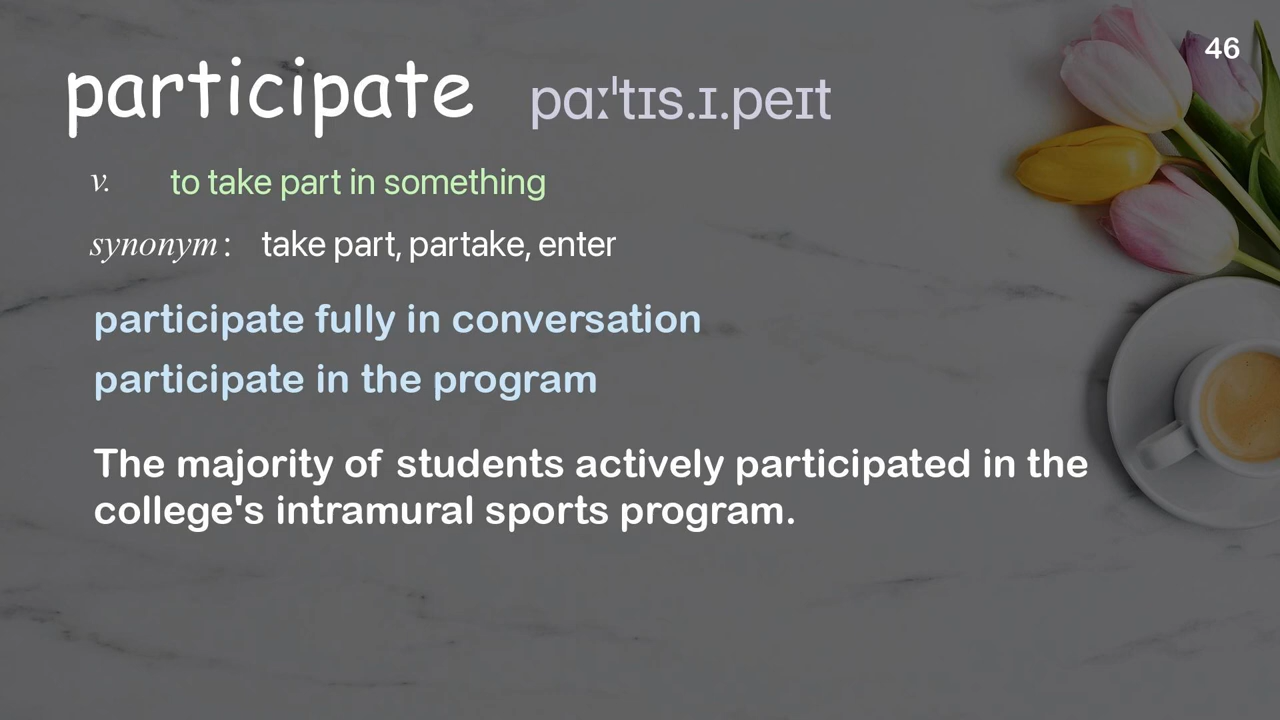 46
participate pɑːˈtɪs.ɪ.peɪt
v. to take part in something
synonym: take part, partake, enter
participate fully in conversation
participate in the program
The majority of students actively participated in the
college's intramural sports program.